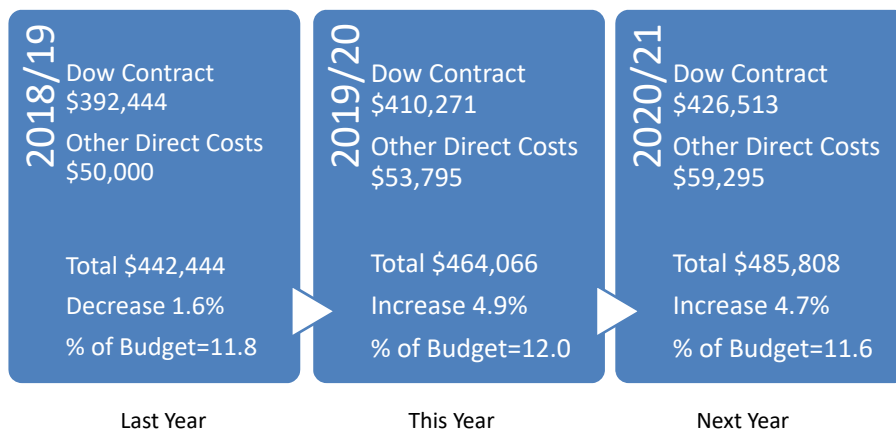 2018/19
Dow Contract
$392,444
Other Direct Costs
$50,000
Total $442,444
Decrease 1.6%
% of Budget=11.8
2019/20
Dow Contract
$410,271
Other Direct Costs
$53,795
Total $464,066
Increase 4.9%
% of Budget=12.0
2020/21
Dow Contract
$426,513
Other Direct Costs
$59,295
Total $485,808
Increase 4.7%
% of Budget=11.6
Last Year
This Year
Next Year